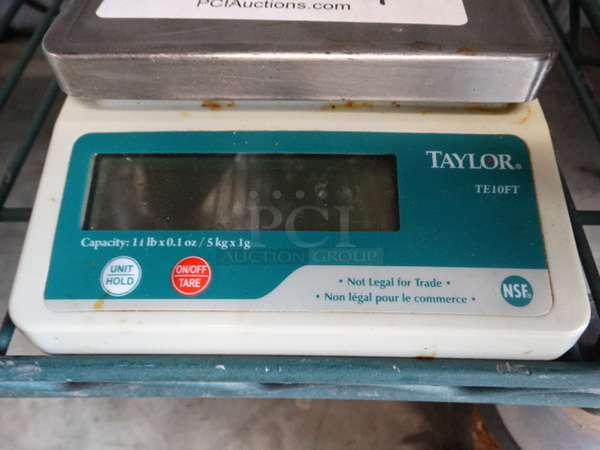 PCIAuctions.com
TAYLOR®
TE10FT
PCI
AUCTION GROUP
Capacity: 11 lb x 0.1 oz / 5 kg x 1g
UNIT
HOLD
ON/OFF
TARE
• Not Legal for Trade •
• Non légal pour le commerce •
NSF®